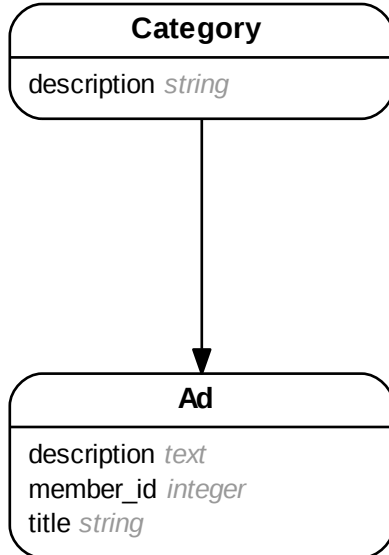 Category
description string
Ad
description text
member_id integer
title string